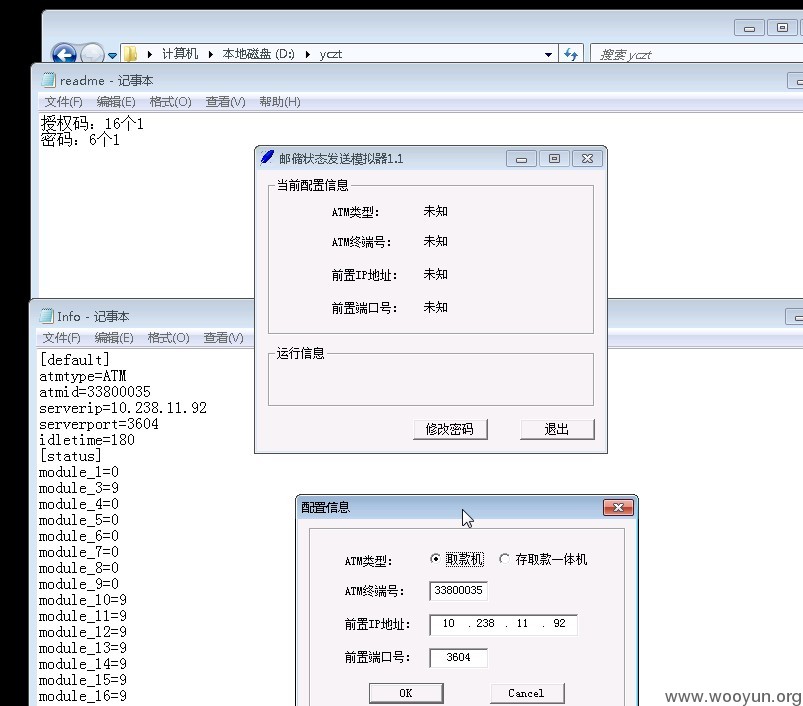 计算机 ▸ 本地磁盘 (D:) ▸ yczt
搜索 yczt
readme - 记事本
文件(F) 编辑(E) 格式(O) 查看(V) 帮助(H)
授权码：16个1
密码：6个1
邮储状态发送模拟器1.1
当前配置信息
ATM类型： 未知
ATM终端号： 未知
前置IP地址： 未知
前置端口号： 未知
运行信息
修改密码 退出
Info - 记事本
文件(F) 编辑(E) 格式(O) 查看(V)
[default]
atmtype=ATM
atmid=33800035
serverip=10.238.11.92
serverport=3604
idletime=180
[status]
module_1=0
module_3=9
module_4=0
module_5=0
module_6=0
module_7=0
module_8=0
module_9=0
module_10=9
module_11=9
module_12=9
module_13=9
module_14=9
module_15=9
module_16=9
配置信息
ATM类型： 取款机 存取款一体机
ATM终端号： 33800035
前置IP地址： 10 . 238 . 11 . 92
前置端口号： 3604
OK Cancel
www.wooyun.org